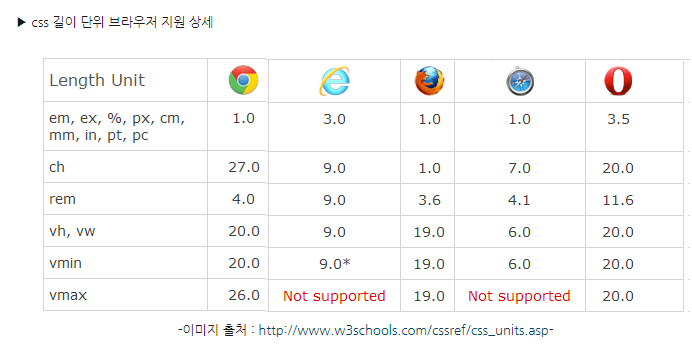 ▶ css 길이 단위 브라우저 지원 상세
Length Unit
em, ex, %, px, cm, mm, in, pt, pc 1.0 3.0 1.0 1.0 3.5
ch 27.0 9.0 1.0 7.0 20.0
rem 4.0 9.0 3.6 4.1 11.6
vh, vw 20.0 9.0 19.0 6.0 20.0
vmin 20.0 9.0* 19.0 6.0 20.0
vmax 26.0 Not supported 19.0 Not supported 20.0
-이미지 출처 : http://www.w3schools.com/cssref/css_units.asp-